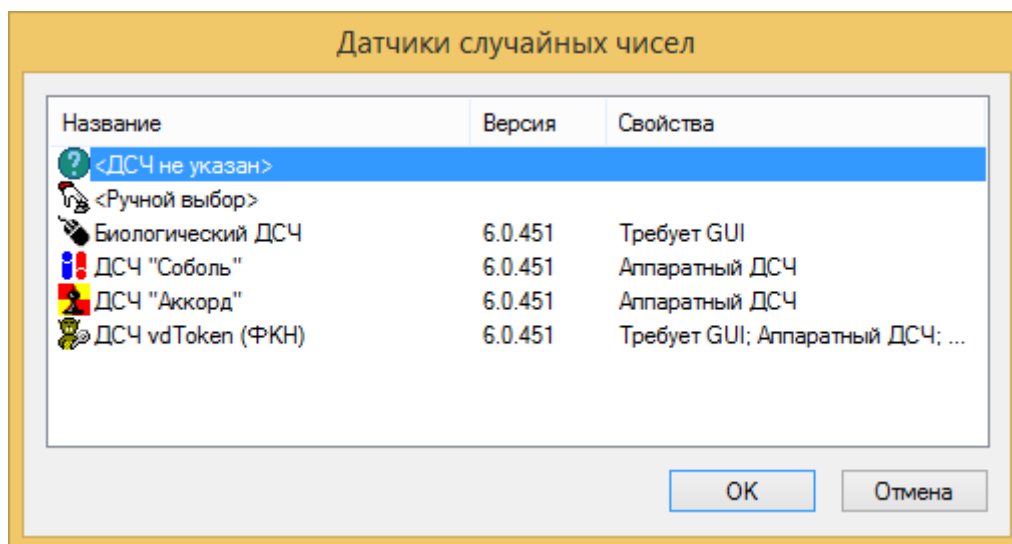 Датчики случайных чисел
Название Версия Свойства
<ДСЧ не указан>
<Ручной выбор>
Биологический ДСЧ 6.0.451 Требует GUI
ДСЧ "Соболь" 6.0.451 Аппаратный ДСЧ
ДСЧ "Аккорд" 6.0.451 Аппаратный ДСЧ
ДСЧ vdToken (ФКН) 6.0.451 Требует GUI; Аппаратный ДСЧ; ...
OK Отмена